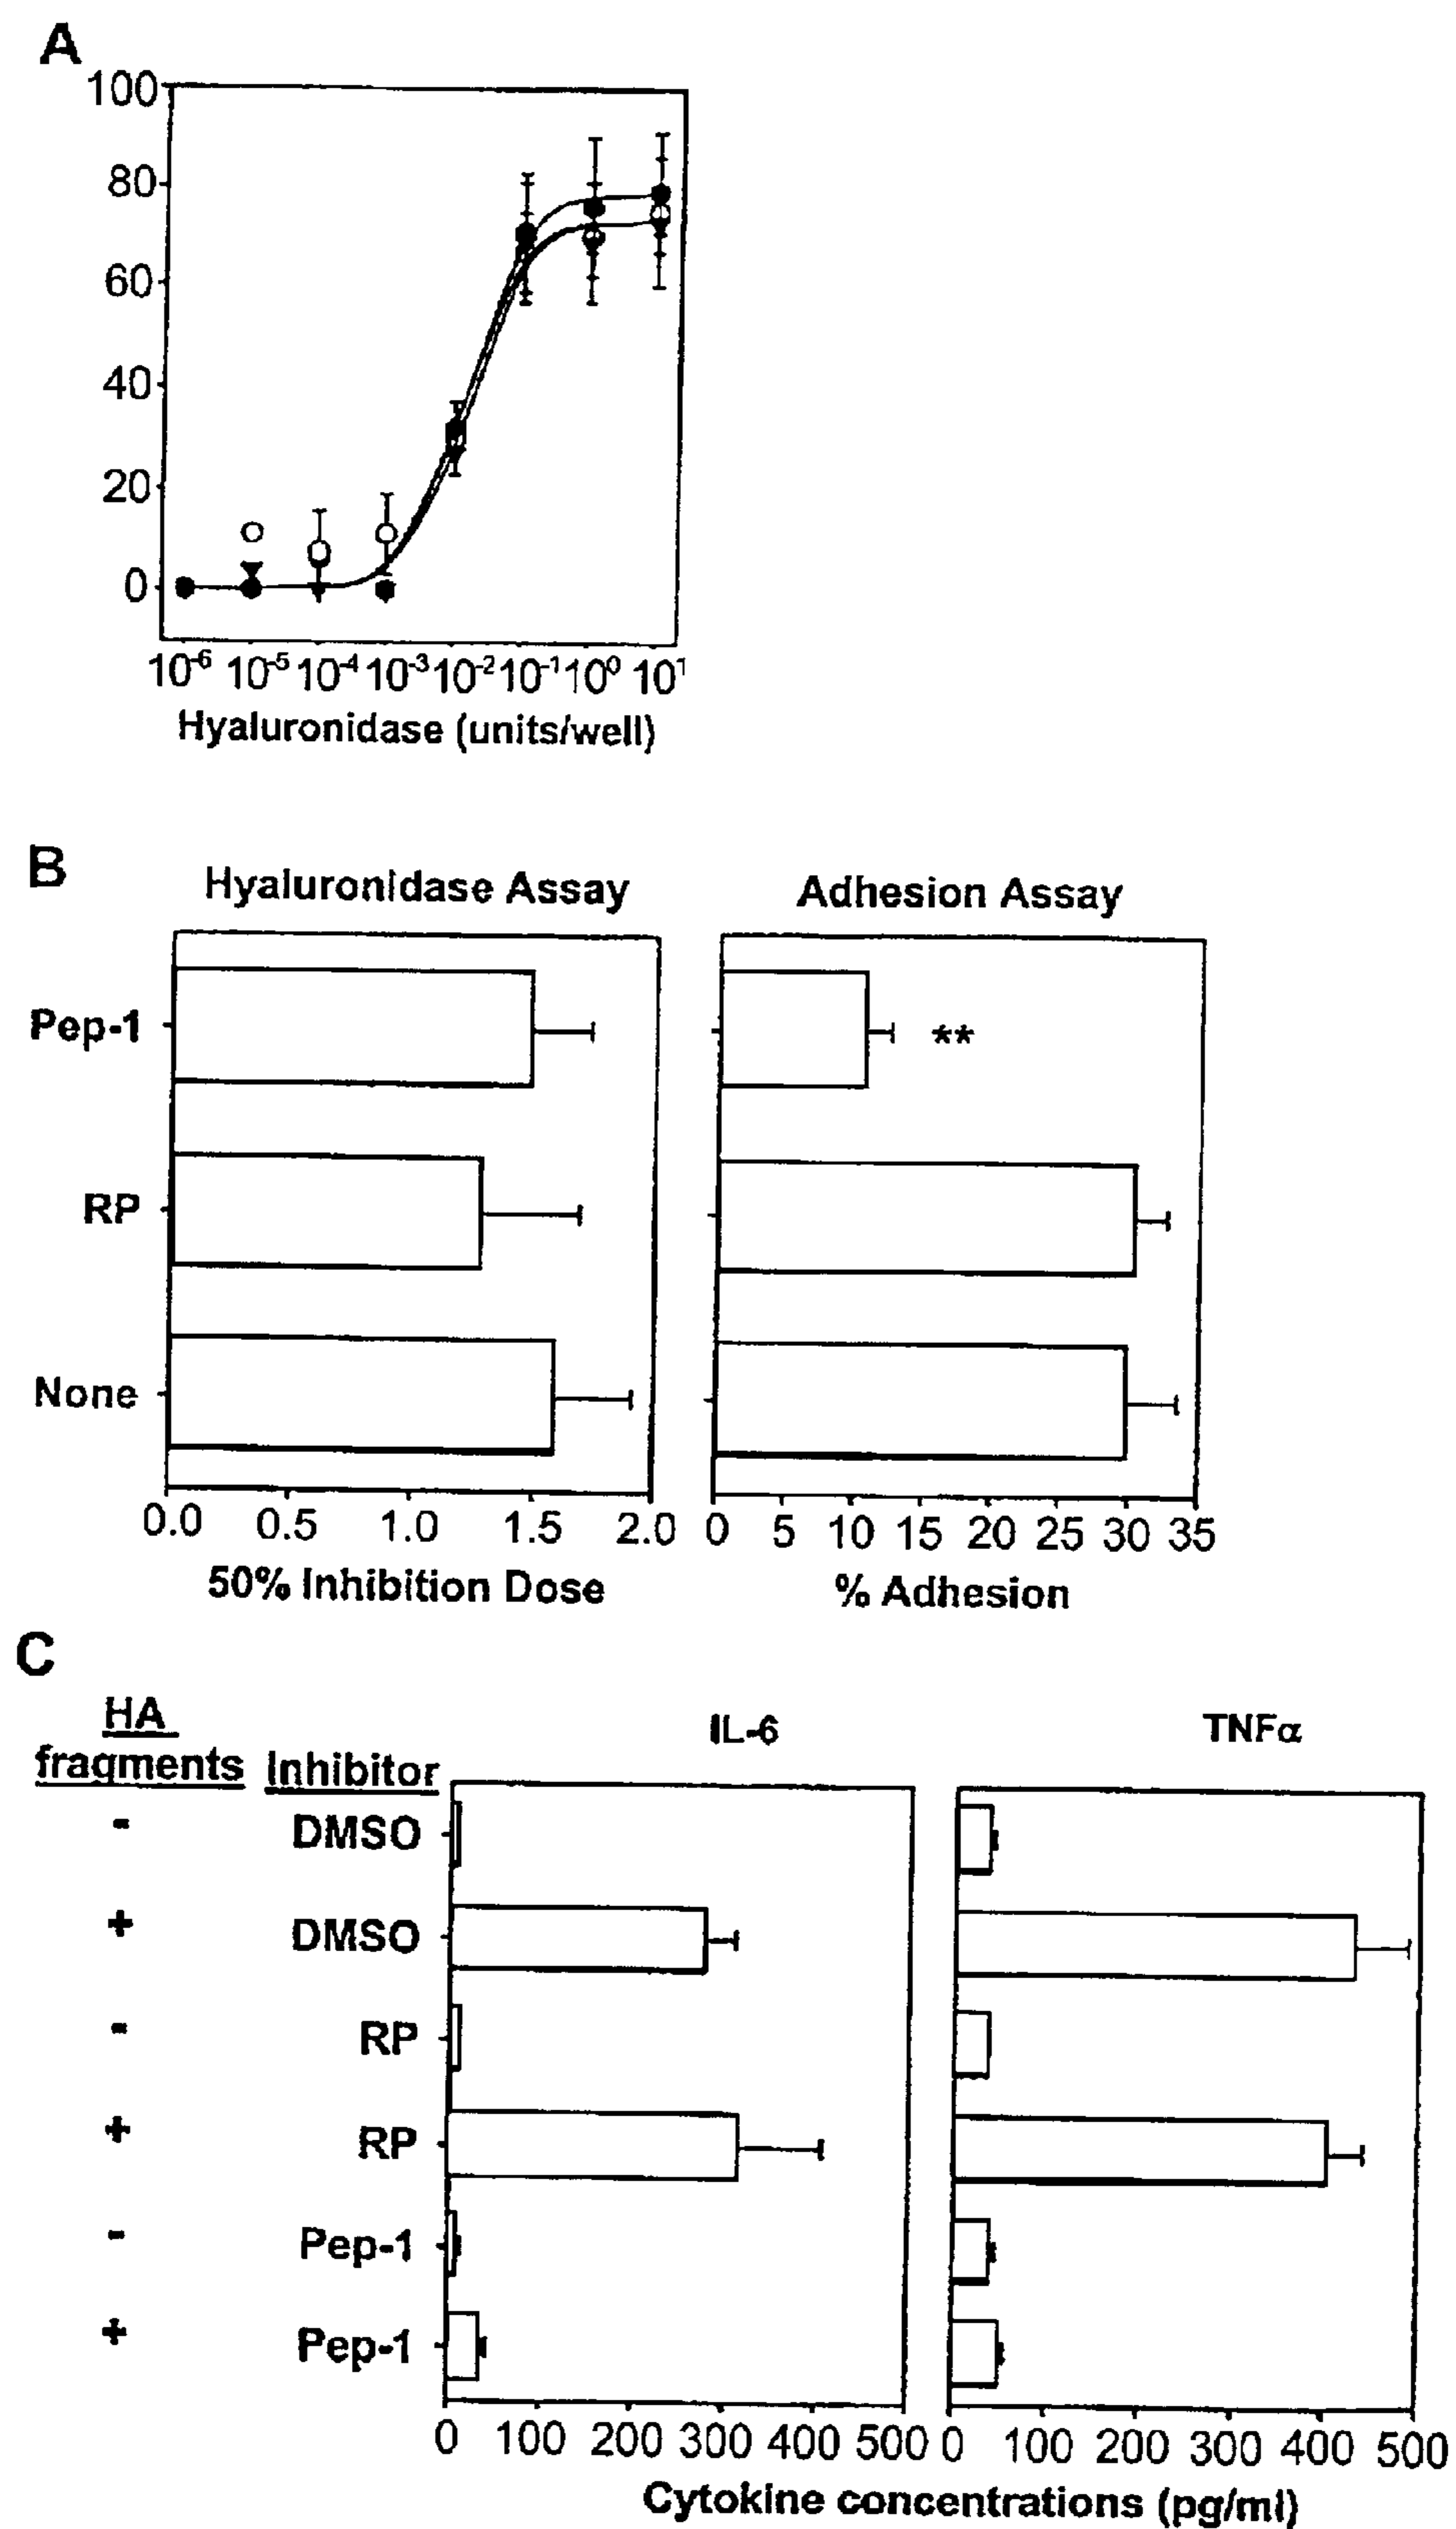 A
100
80
60
40
20
0
10⁻⁶ 10⁻⁵ 10⁻⁴ 10⁻³ 10⁻² 10⁻¹ 10⁰ 10¹
Hyaluronidase (units/well)
B
Hyaluronidase Assay Adhesion Assay
Pep-1
**
RP
None
0.0 0.5 1.0 1.5 2.0 0 5 10 15 20 25 30 35
50% Inhibition Dose % Adhesion
C
HA
fragments Inhibitor IL-6 TNFα
- DMSO
+ DMSO
- RP
+ RP
- Pep-1
+ Pep-1
0 100 200 300 400 500 0 100 200 300 400 500
Cytokine concentrations (pg/ml)